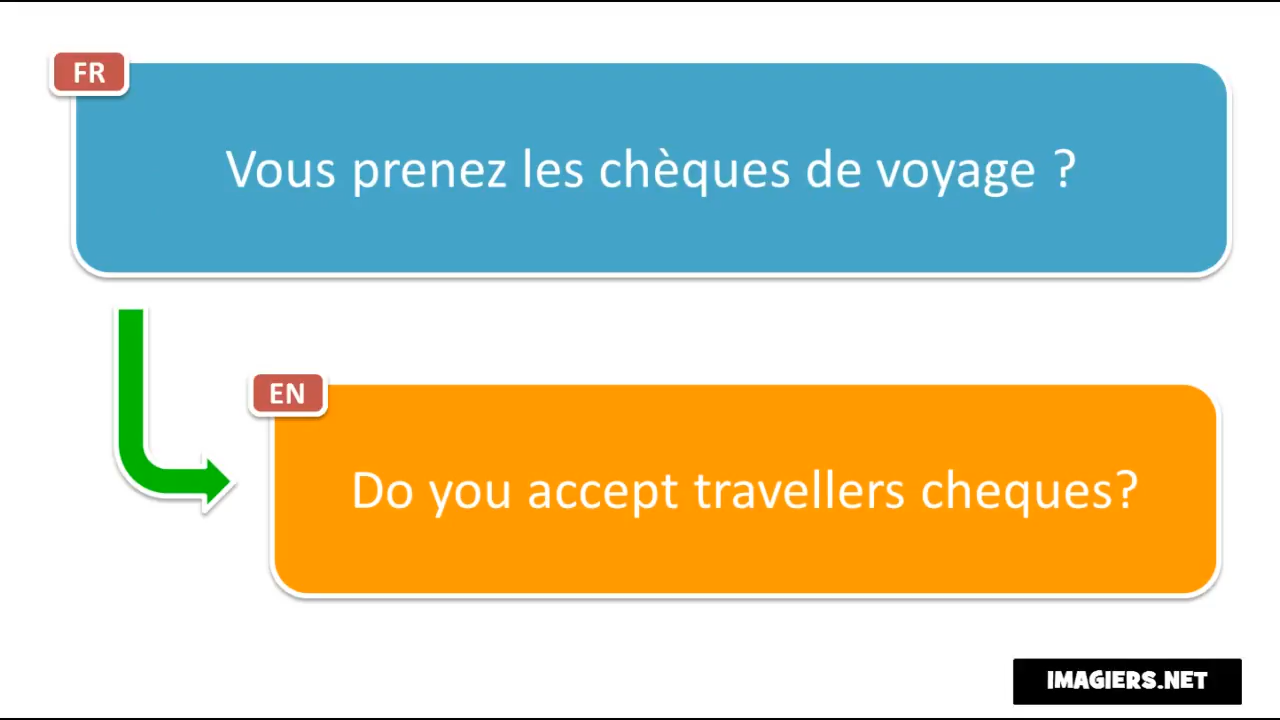 FR
Vous prenez les chèques de voyage ?
EN
Do you accept travellers cheques?
IMAGIERS.NET